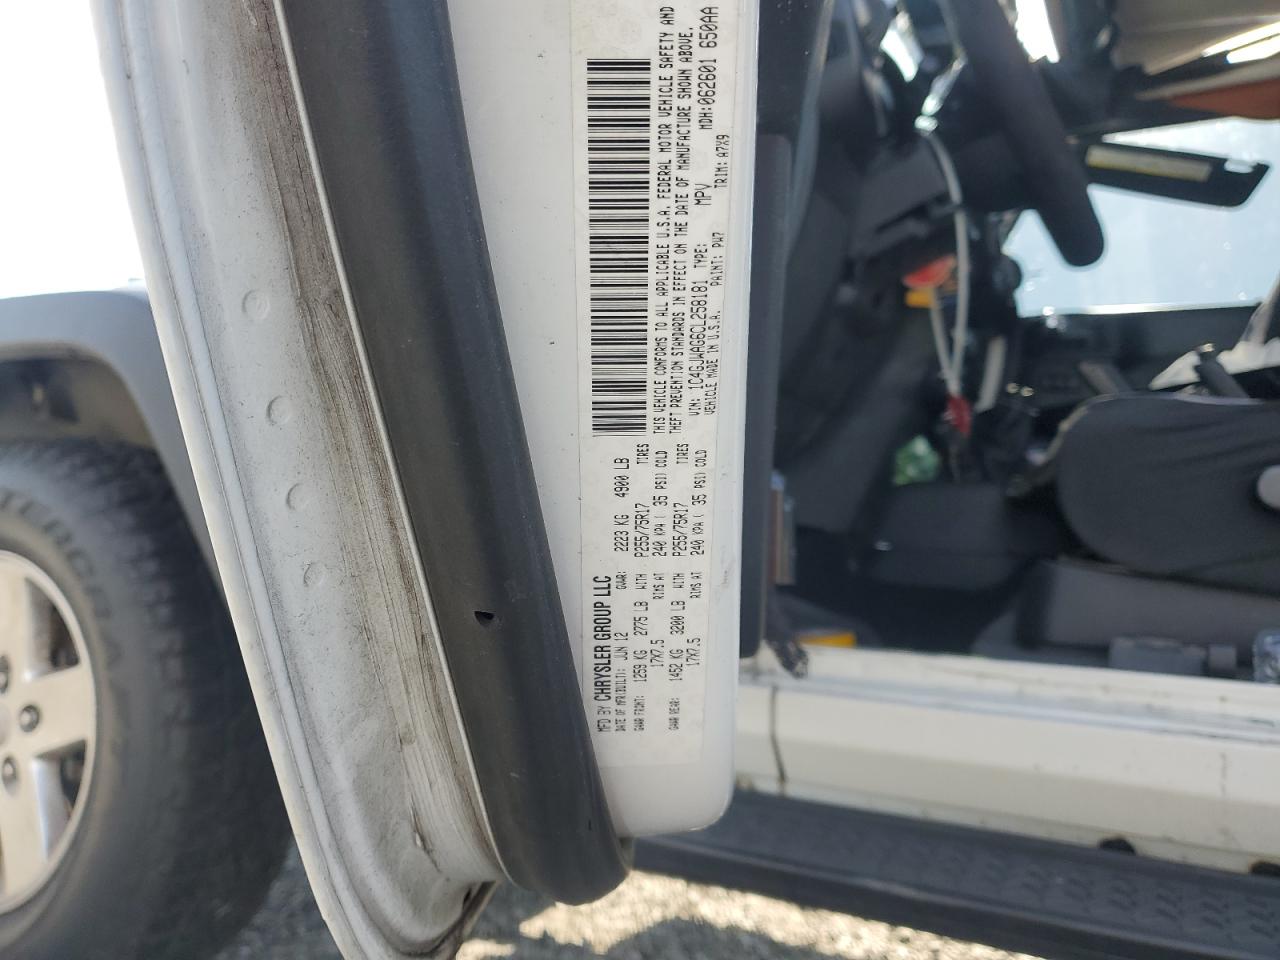 MFD BY CHRYSLER GROUP LLC
DATE OF MFR(BUILT): JUN 12 GVWR: 2223 KG 4900 LB
GAWR FRONT: 1259 KG 2775 LB WITH P255/75R17 TIRES
17X7.5 RIMS AT 240 KPA ( 35 PSI) COLD
GAWR REAR: 1452 KG 3200 LB WITH P255/75R17 TIRES
17X7.5 RIMS AT 240 KPA ( 35 PSI) COLD
THIS VEHICLE CONFORMS TO ALL APPLICABLE U.S.A. FEDERAL MOTOR VEHICLE SAFETY AND
THEFT PREVENTION STANDARDS IN EFFECT ON THE DATE OF MANUFACTURE SHOWN ABOVE.
VIN: 1C4GJWAG6CL258181 TYPE: MPV MDH:062601 650AA
VEHICLE MADE IN U.S.A. PAINT: PW7 TRIM: A7X9